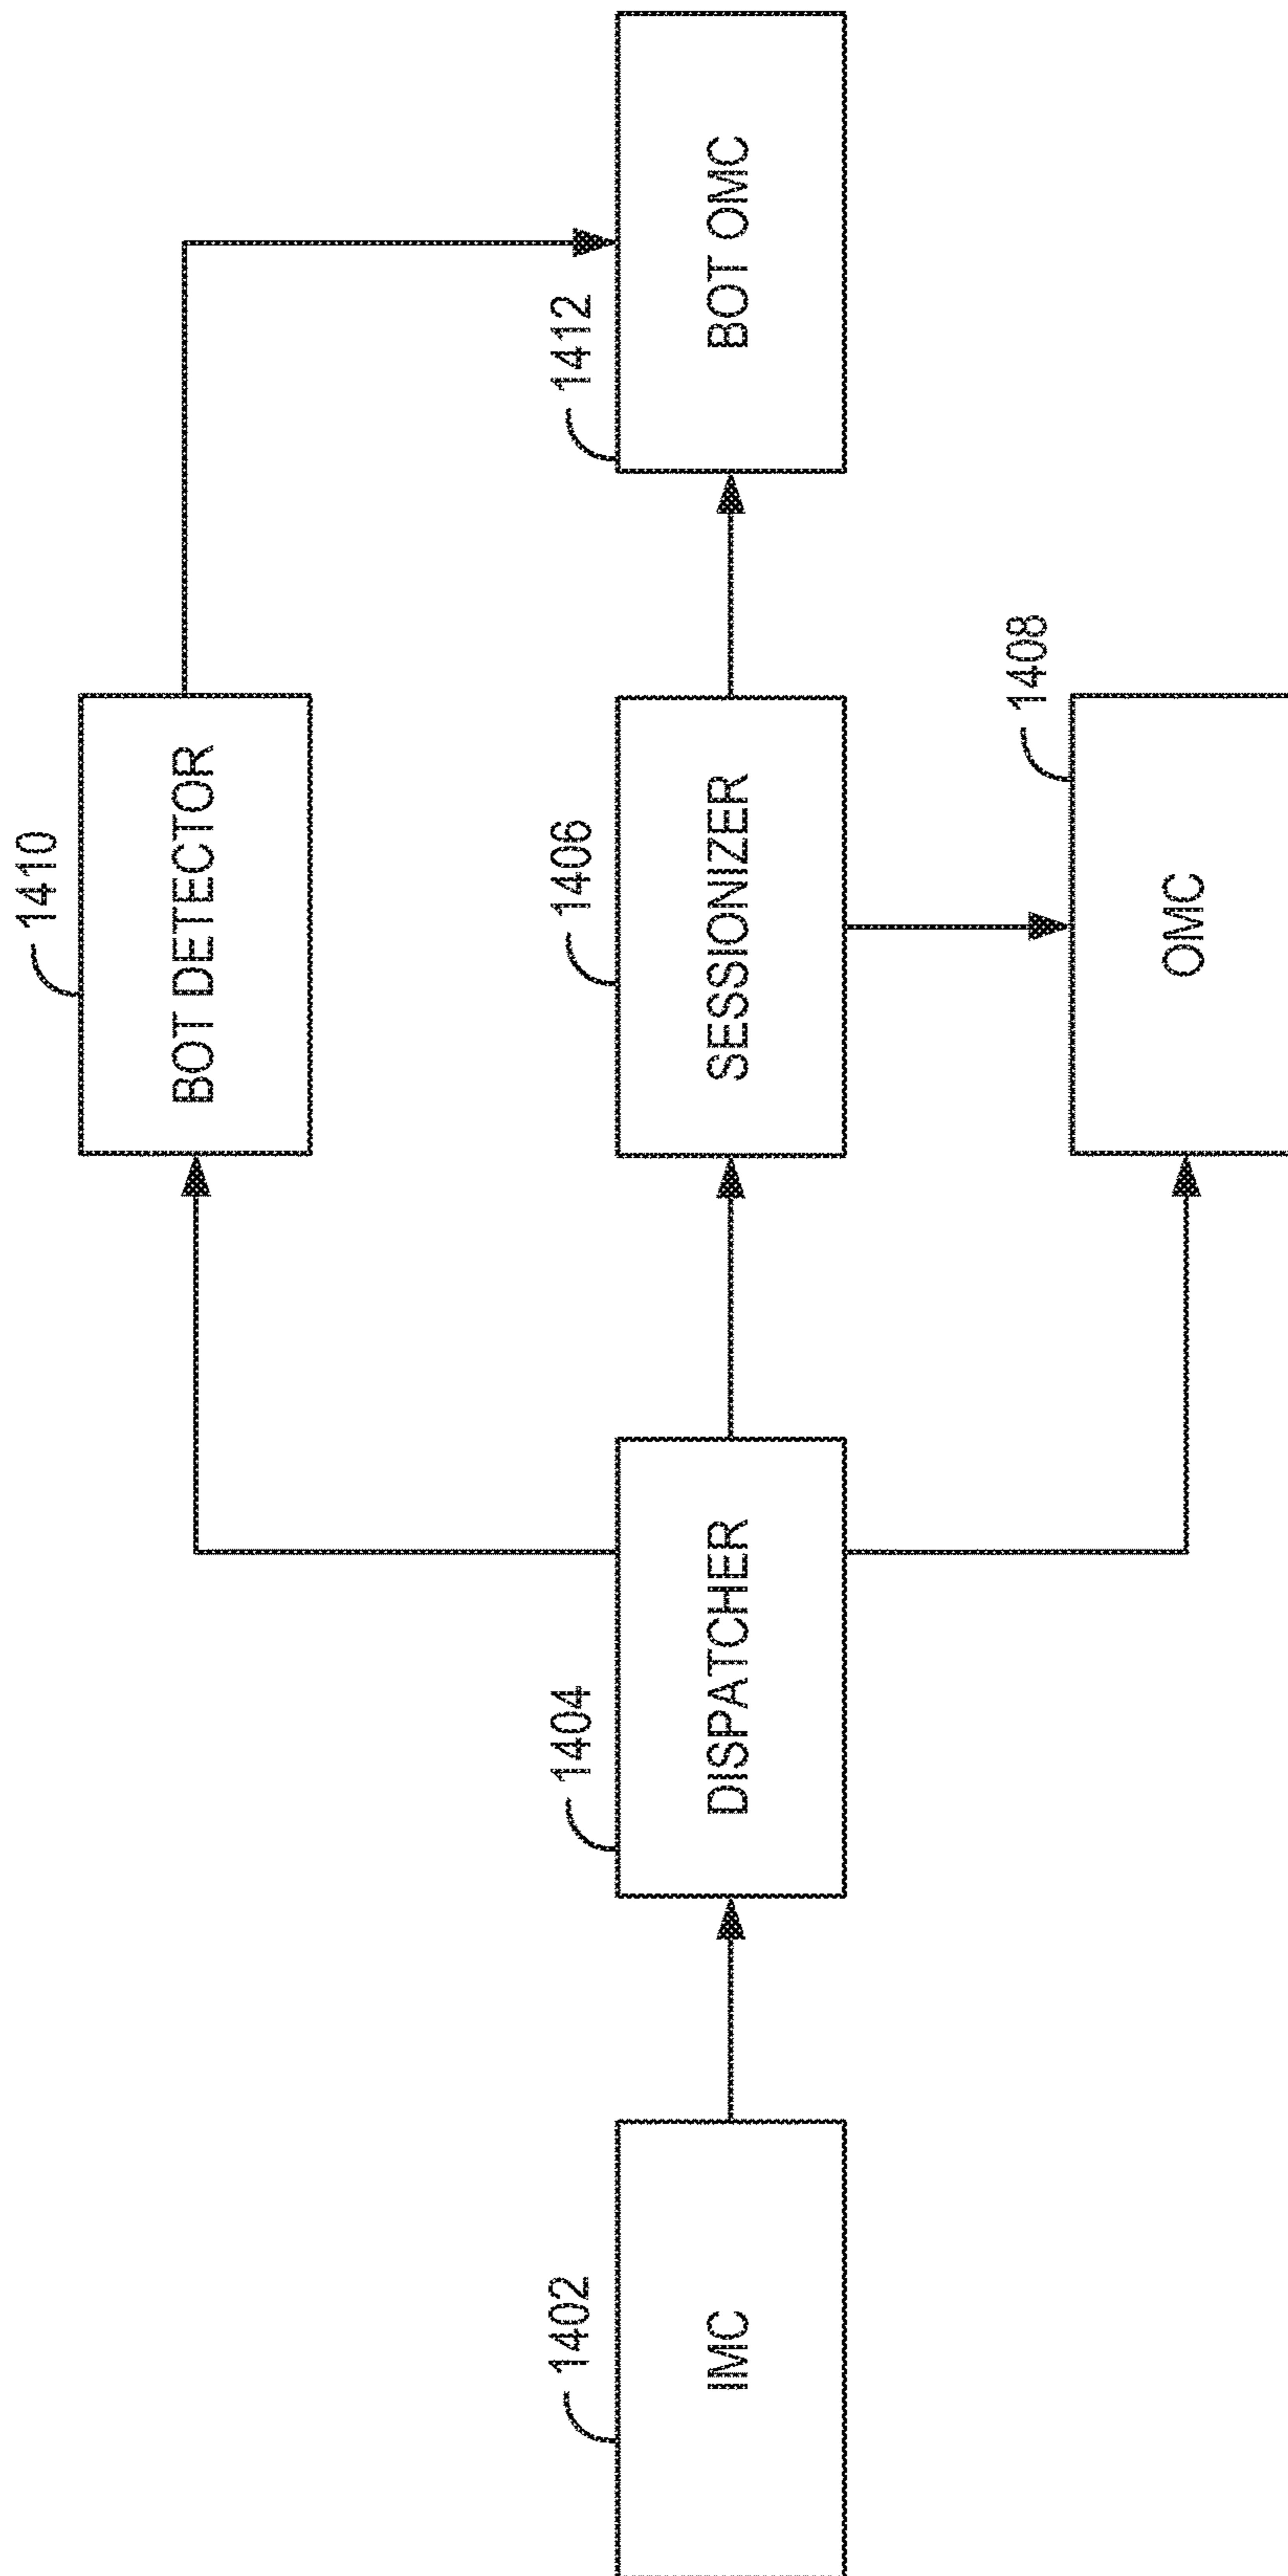 1410
BOT DETECTOR
1402
IMC
1404
DISPATCHER
1406
SESSIONIZER
1412
BOT OMC
1408
OMC